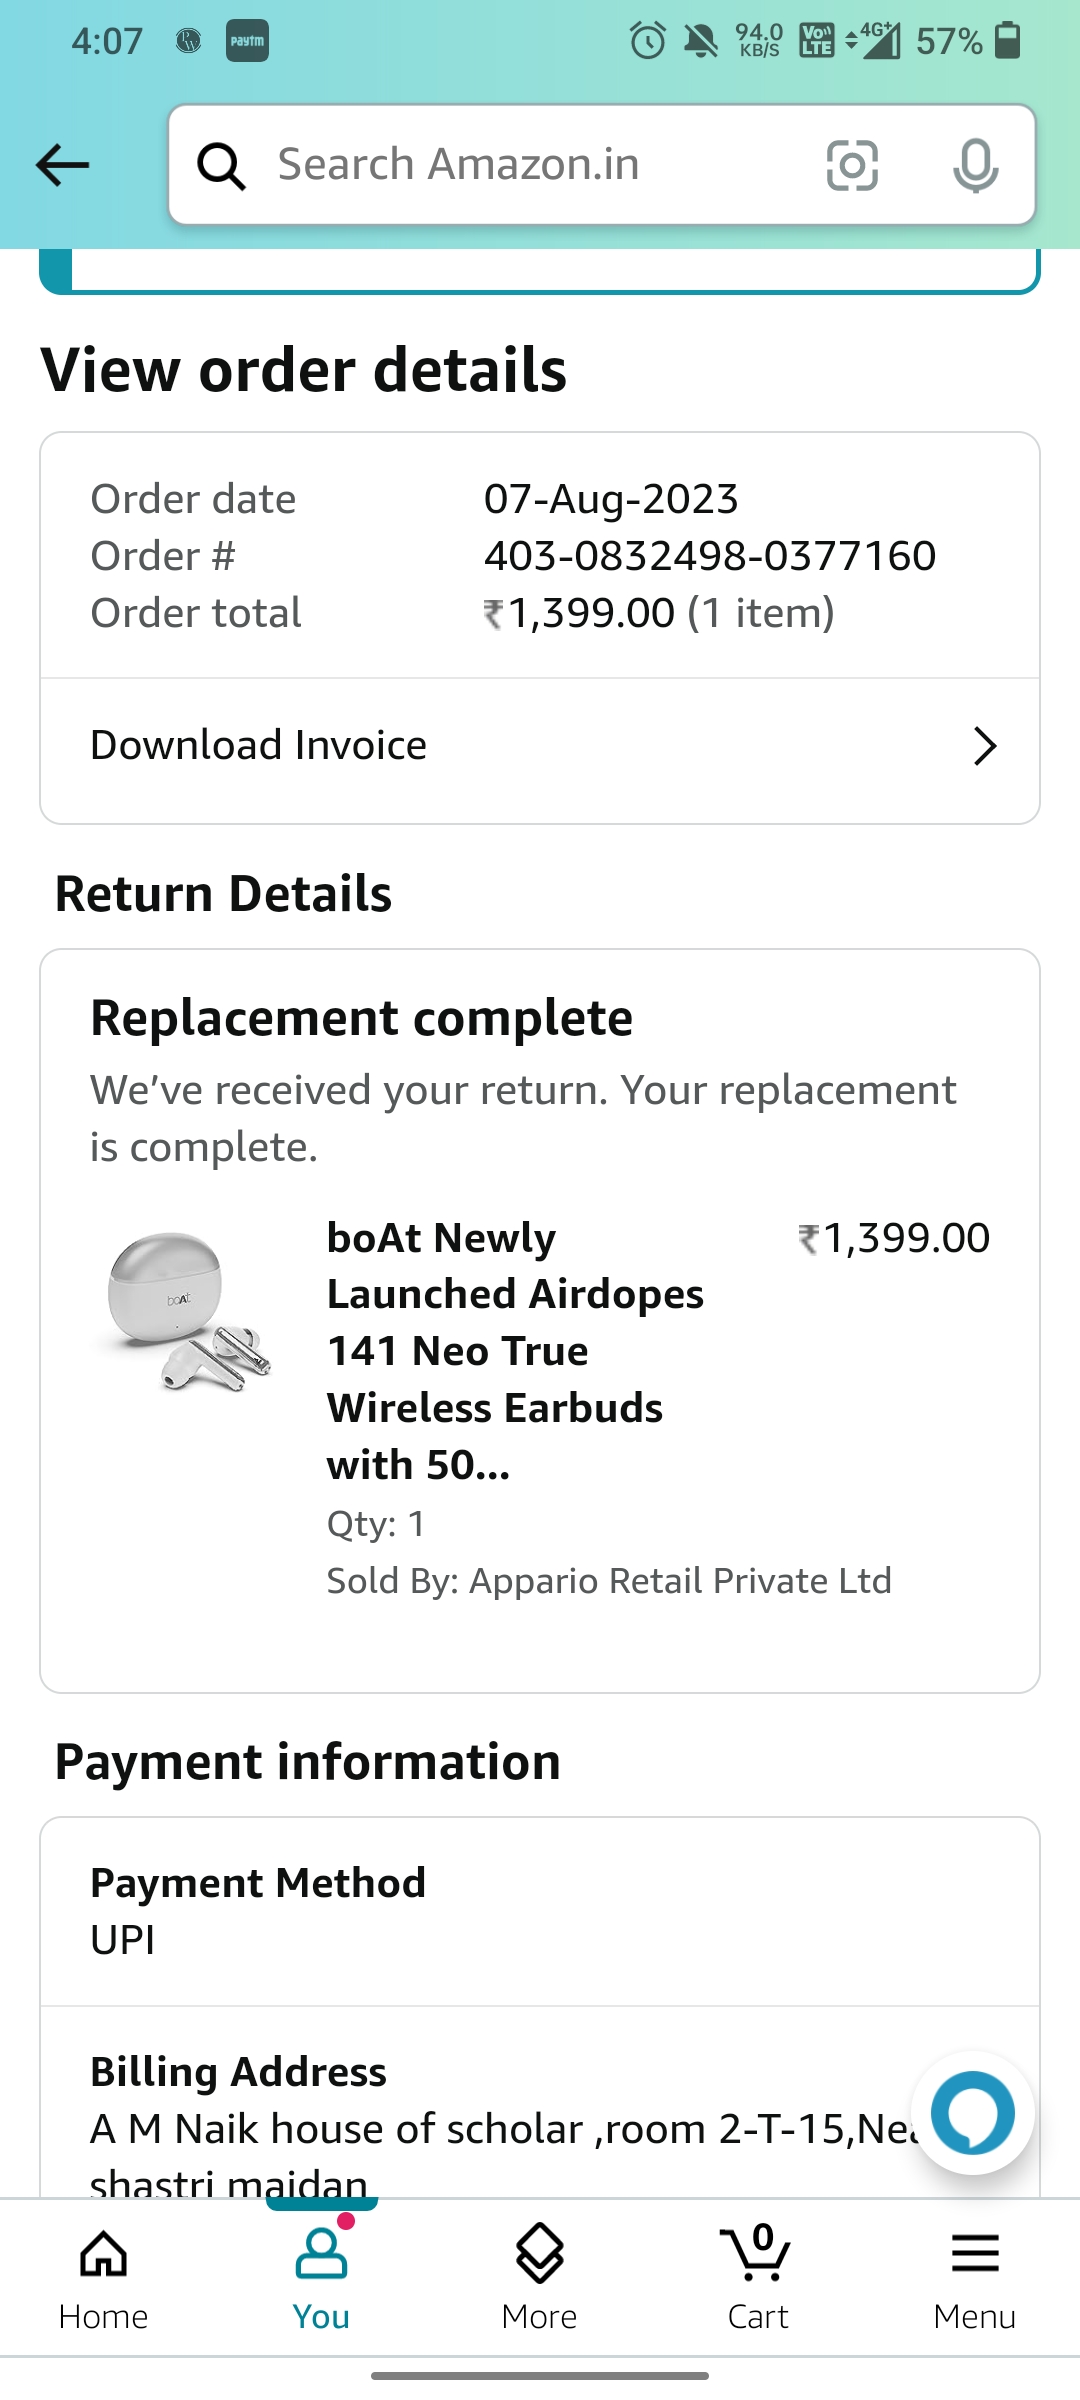 4:07 paytm 94.0 KB/S VoLTE 4G+ 57%
Search Amazon.in
View order details
Order date 07-Aug-2023
Order # 403-0832498-0377160
Order total ₹1,399.00 (1 item)
Download Invoice
Return Details
Replacement complete
We've received your return. Your replacement
is complete.
boAt
boAt Newly ₹1,399.00
Launched Airdopes
141 Neo True
Wireless Earbuds
with 50...
Qty: 1
Sold By: Appario Retail Private Ltd
Payment information
Payment Method
UPI
Billing Address
A M Naik house of scholar ,room 2-T-15,Nea
shastri maidan
0
Home You More Cart Menu